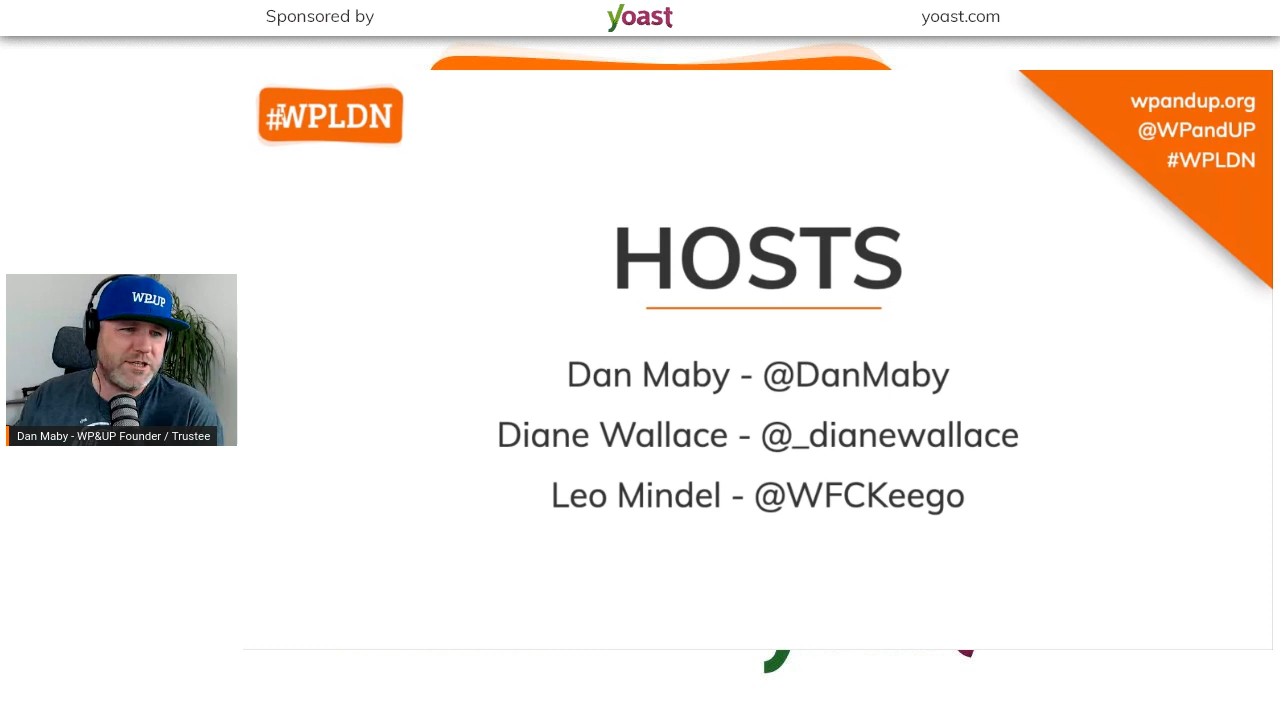 Sponsored by
yoast
yoast.com
#WPLDN
wpandup.org
@WPandUP
#WPLDN
HOSTS
Dan Maby - @DanMaby
Diane Wallace - @_dianewallace
Leo Mindel - @WFCKeego
WP&UP
Dan Maby - WP&UP Founder / Trustee